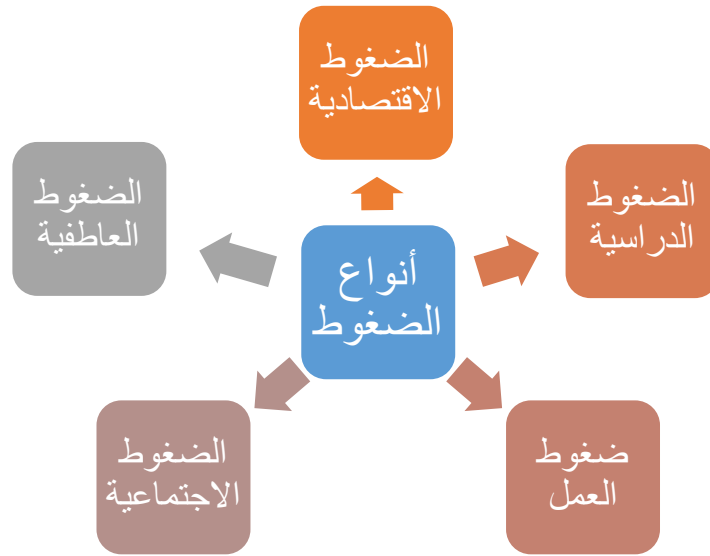 الضغوط
الاقتصادية
الضغوط
الدراسية
الضغوط
العاطفية
أنواع
الضغوط
ضغوط
العمل
الضغوط
الاجتماعية